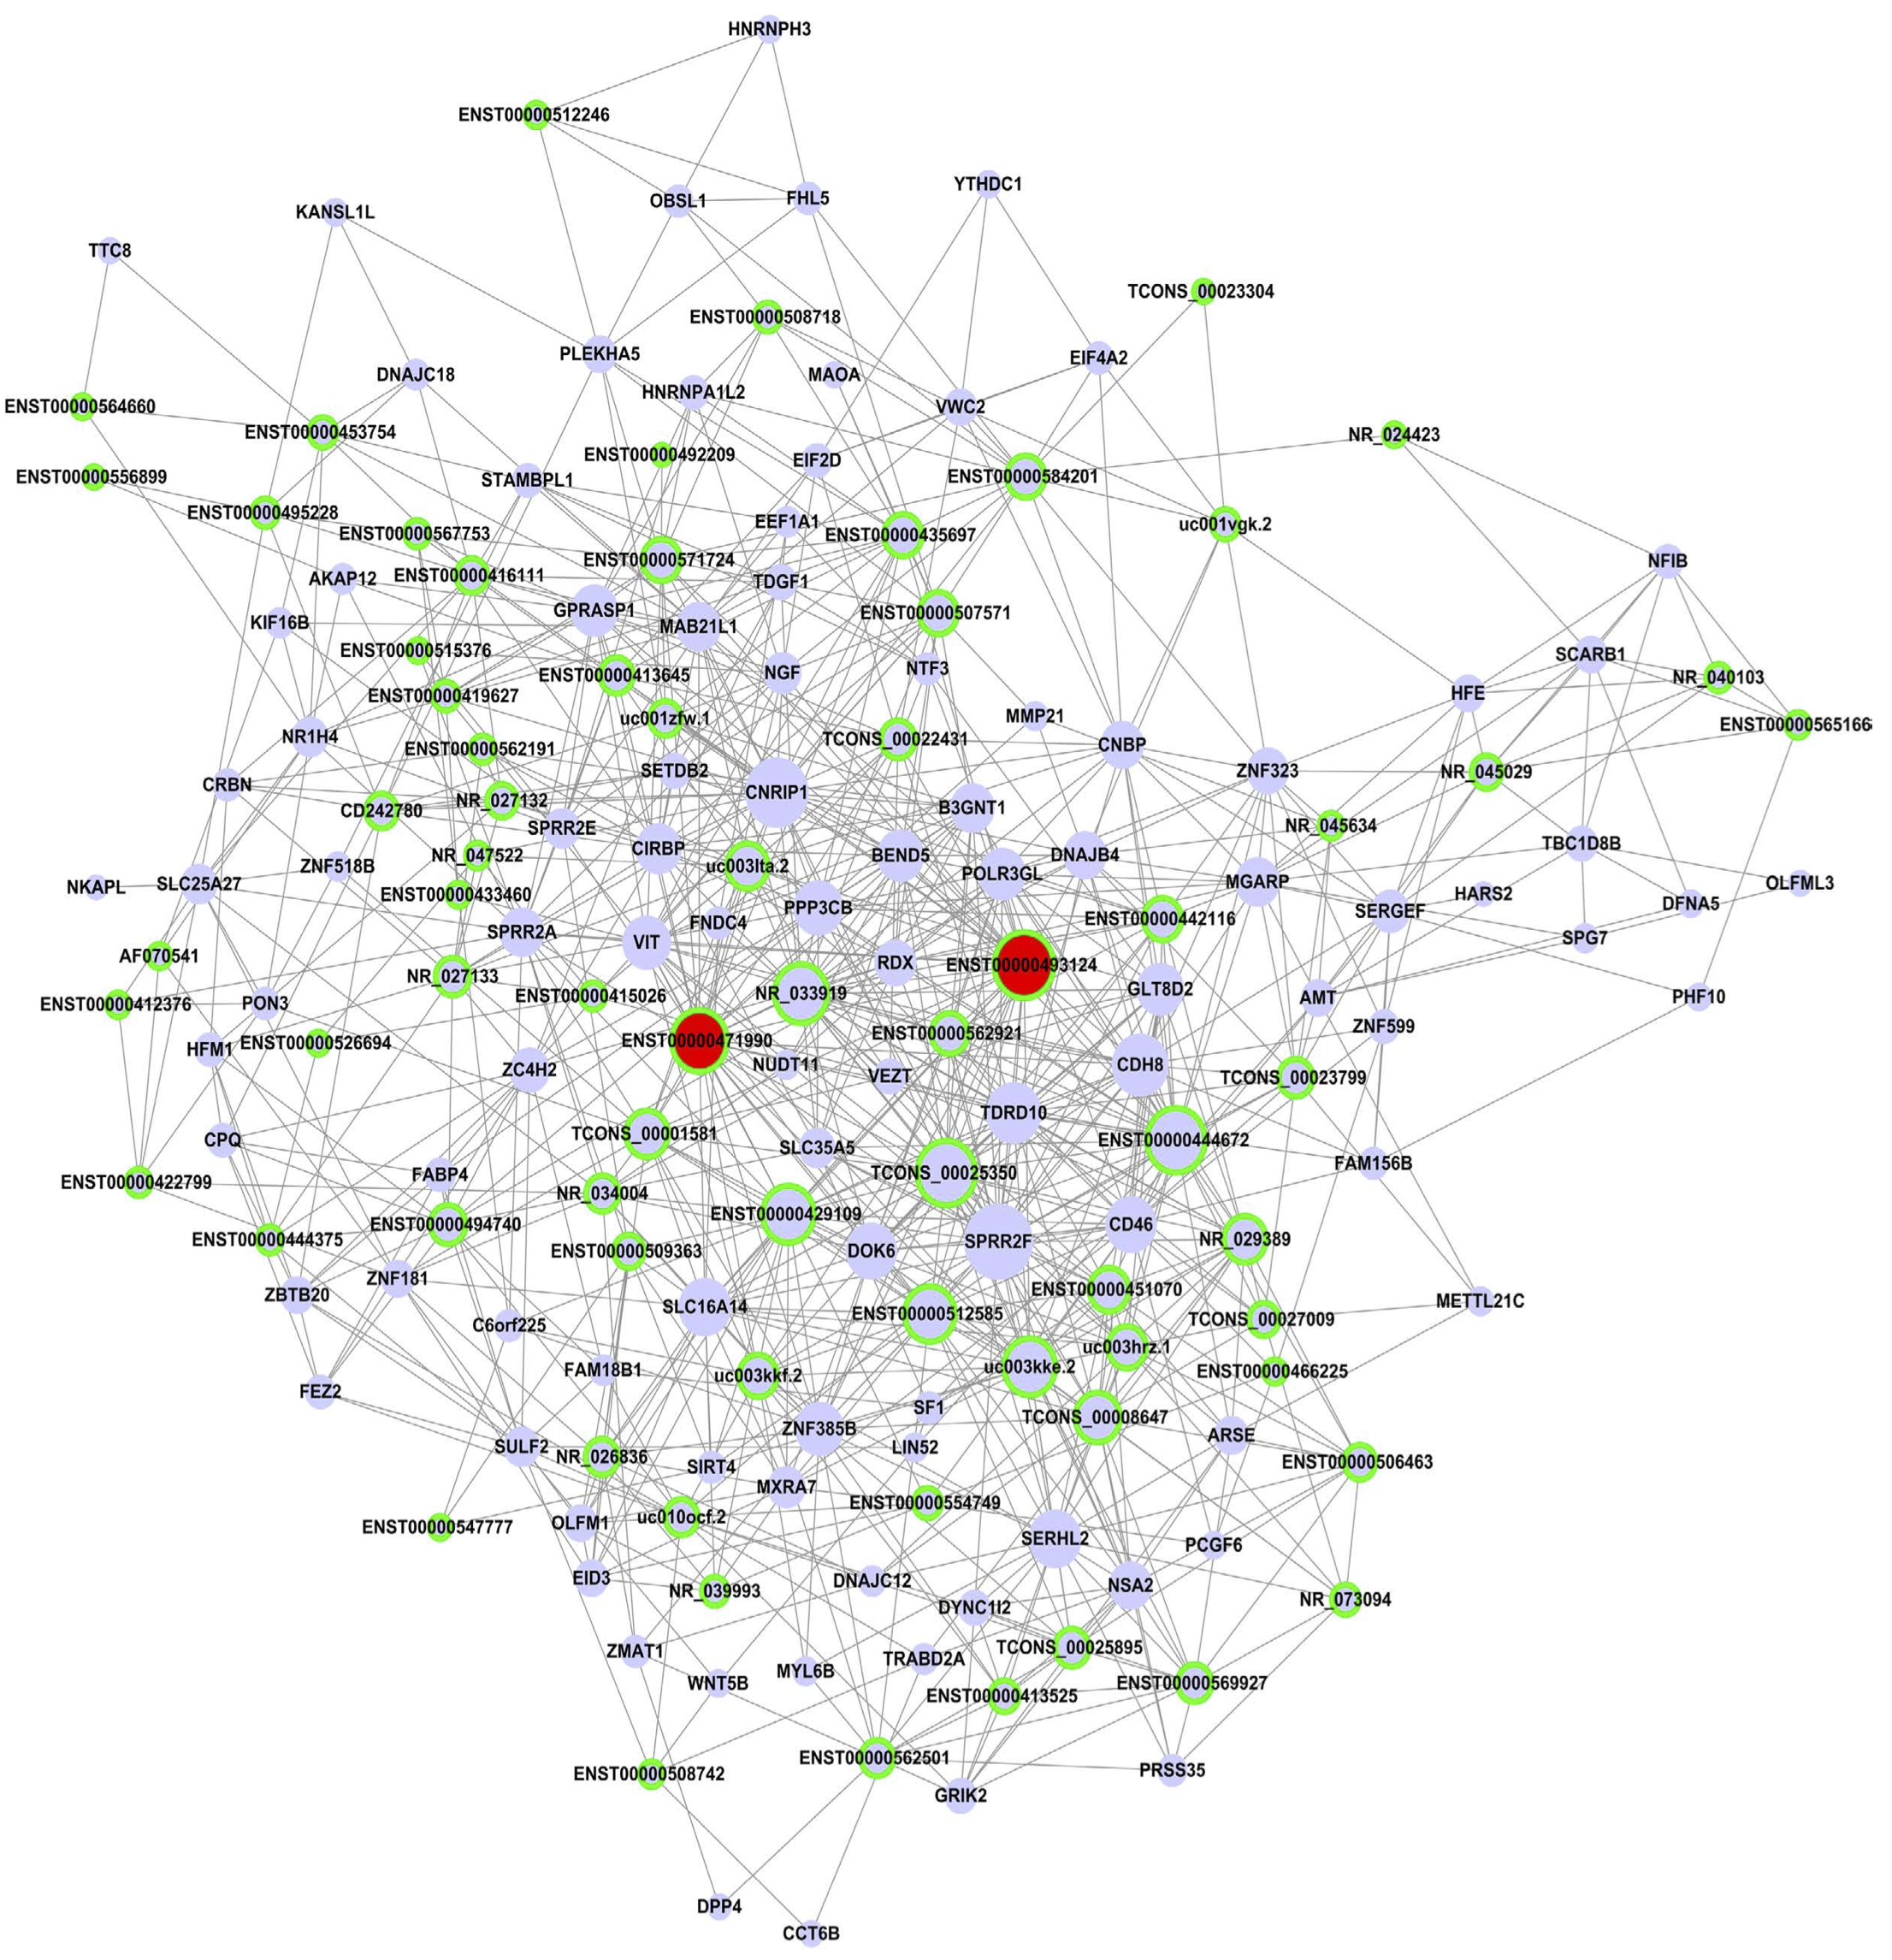 HNRNPH3
ENST00000512246
YTHDC1
OBSL1
FHL5
KANSL1L
TTC8
TCONS_00023304
ENST00000508718
PLEKHA5
EIF4A2
DNAJC18
MAOA
HNRNPA1L2
ENST00000564660
VWC2
ENST00000453754
NR_024423
ENST00000492209
EIF2D
ENST00000556899
STAMBPL1
ENST00000584201
ENST00000495228
EEF1A1
uc001vgk.2
ENST00000567753
ENST00000435697
ENST00000571724
NFIB
AKAP12
ENST00000416111
TDGF1
GPRASP1
ENST00000507571
KIF16B
MAB21L1
ENST00000515376
SCARB1
ENST00000413645
NGF
NTF3
NR_040103
ENST00000419627
HFE
uc001zfw.1
MMP21
ENST00000565166
NR1H4
TCONS_00022431
CNBP
ENST00000562191
SETDB2
ZNF323
NR_045029
CRBN
CNRIP1
NR_027132
CD242780
B3GNT1
SPRR2E
NR_045634
TBC1D8B
CIRBP
NR_047522
BEND5
DNAJB4
ZNF518B
uc003lta.2
POLR3GL
NKAPL
SLC25A27
MGARP
OLFML3
ENST00000433460
HARS2
PPP3CB
DFNA5
SERGEF
FNDC4
ENST00000442116
SPRR2A
VIT
SPG7
AF070541
RDX
ENST00000493124
NR_027133
GLT8D2
ENST00000412376
PON3
ENST00000415026
NR_033919
AMT
PHF10
ZNF599
ENST00000562921
ENST00000471990
HFM1
ENST00000526694
NUDT11
CDH8
ZC4H2
VEZT
TCONS_00023799
TDRD10
TCONS_00001581
CPQ
SLC35A5
ENST00000444672
FAM156B
FABP4
TCONS_00025350
ENST00000422799
NR_034004
ENST00000429109
ENST00000494740
CD46
ENST00000444375
NR_029389
SPRR2F
ENST00000509363
DOK6
ZNF181
ENST00000451070
ZBTB20
METTL21C
SLC16A14
ENST00000512585
TCONS_00027009
C6orf225
uc003hrz.1
uc003kke.2
FAM18B1
ENST00000466225
uc003kkf.2
FEZ2
SF1
TCONS_00008647
ZNF385B
ARSE
SULF2
LIN52
NR_026836
ENST00000506463
SIRT4
MXRA7
ENST00000554749
uc010ocf.2
OLFM1
ENST00000547777
SERHL2
PCGF6
EID3
DNAJC12
NSA2
NR_039993
NR_073094
DYNC1I2
TCONS_00025895
ZMAT1
TRABD2A
MYL6B
WNT5B
ENST00000569927
ENST00000413525
ENST00000562501
PRSS35
ENST00000508742
GRIK2
DPP4
CCT6B